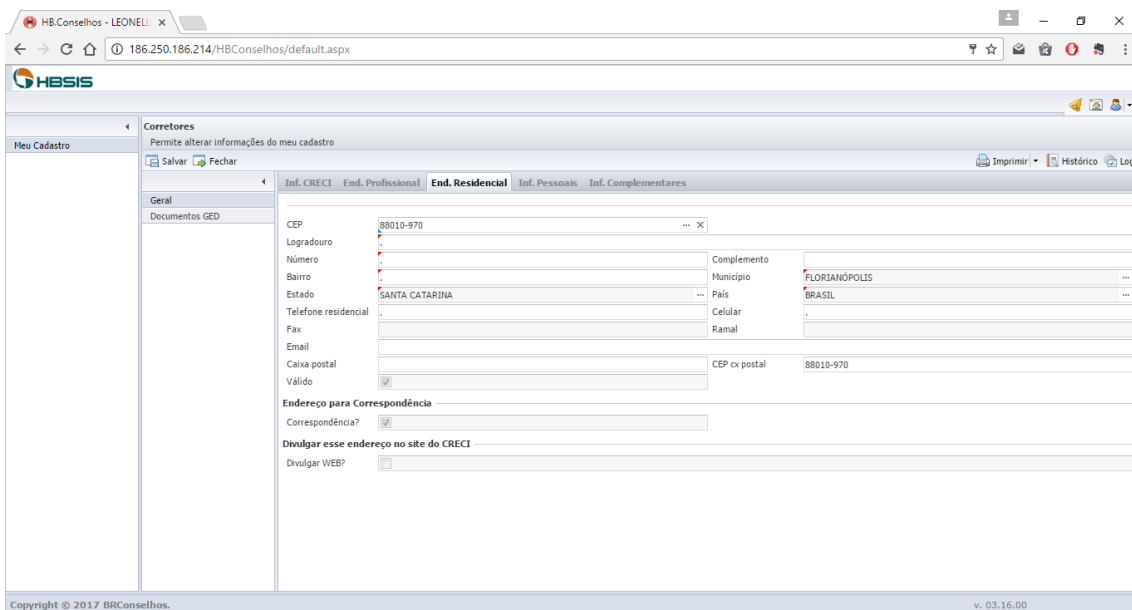 HB.Conselhos - LEONELL
186.250.186.214/HBConselhos/default.aspx
HBSIS
Corretores
Permite alterar informações do meu cadastro
Meu Cadastro
Salvar Fechar Imprimir Histórico Log
Inf. CRECI End. Profissional End. Residencial Inf. Pessoais Inf. Complementares
Geral
Documentos GED
CEP 88010-970
Logradouro .
Número . Complemento
Bairro . Município FLORIANÓPOLIS
Estado SANTA CATARINA País BRASIL
Telefone residencial . Celular .
Fax Ramal
Email
Caixa postal CEP cx postal 88010-970
Válido
Endereço para Correspondência
Correspondência?
Divulgar esse endereço no site do CRECI
Divulgar WEB?
Copyright © 2017 BRConselhos. v. 03.16.00